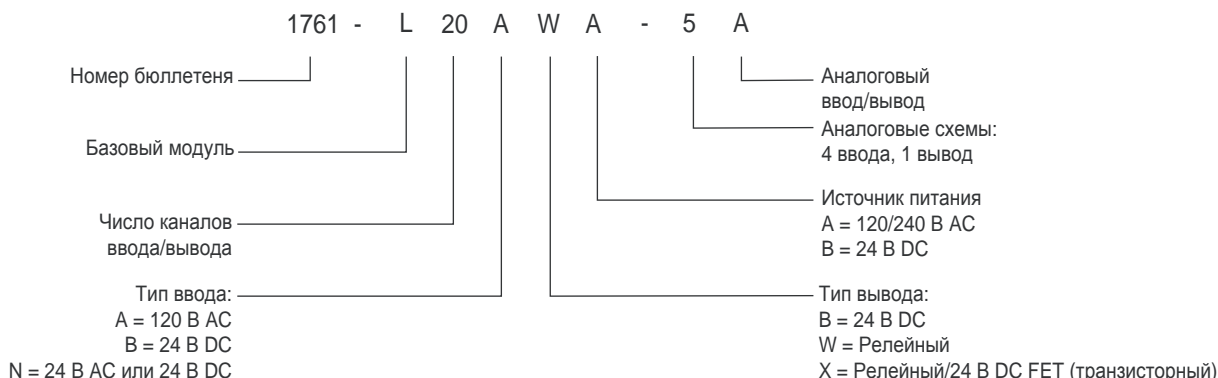 1761 - L 20 A W A - 5 A
Номер бюллетеня
Базовый модуль
Число каналов
ввода/вывода
Тип ввода:
A = 120 В AC
B = 24 В DC
N = 24 В AC или 24 В DC
Аналоговый
ввод/вывод
Аналоговые схемы:
4 ввода, 1 вывод
Источник питания
A = 120/240 В AC
B = 24 В DC
Тип вывода:
B = 24 В DC
W = Релейный
X = Релейный/24 В DC FET (транзисторный)